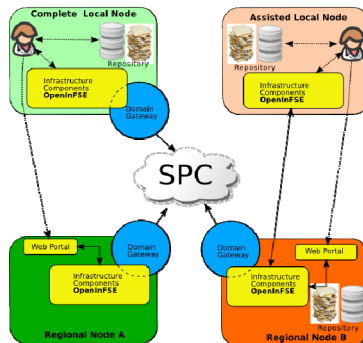 Complete Local Node
Repository
Infrastructure
Components
OpenInFSE
Domain
Gateway
Assisted Local Node
Repository
Infrastructure
Components
OpenInFSE
SPC
Web Portal
Infrastructure
Components
OpenInFSE
Domain
Gateway
Regional Node A
Domain
Gateway
Web Portal
Infrastructure
Components
OpenInFSE
Repository
Regional Node B